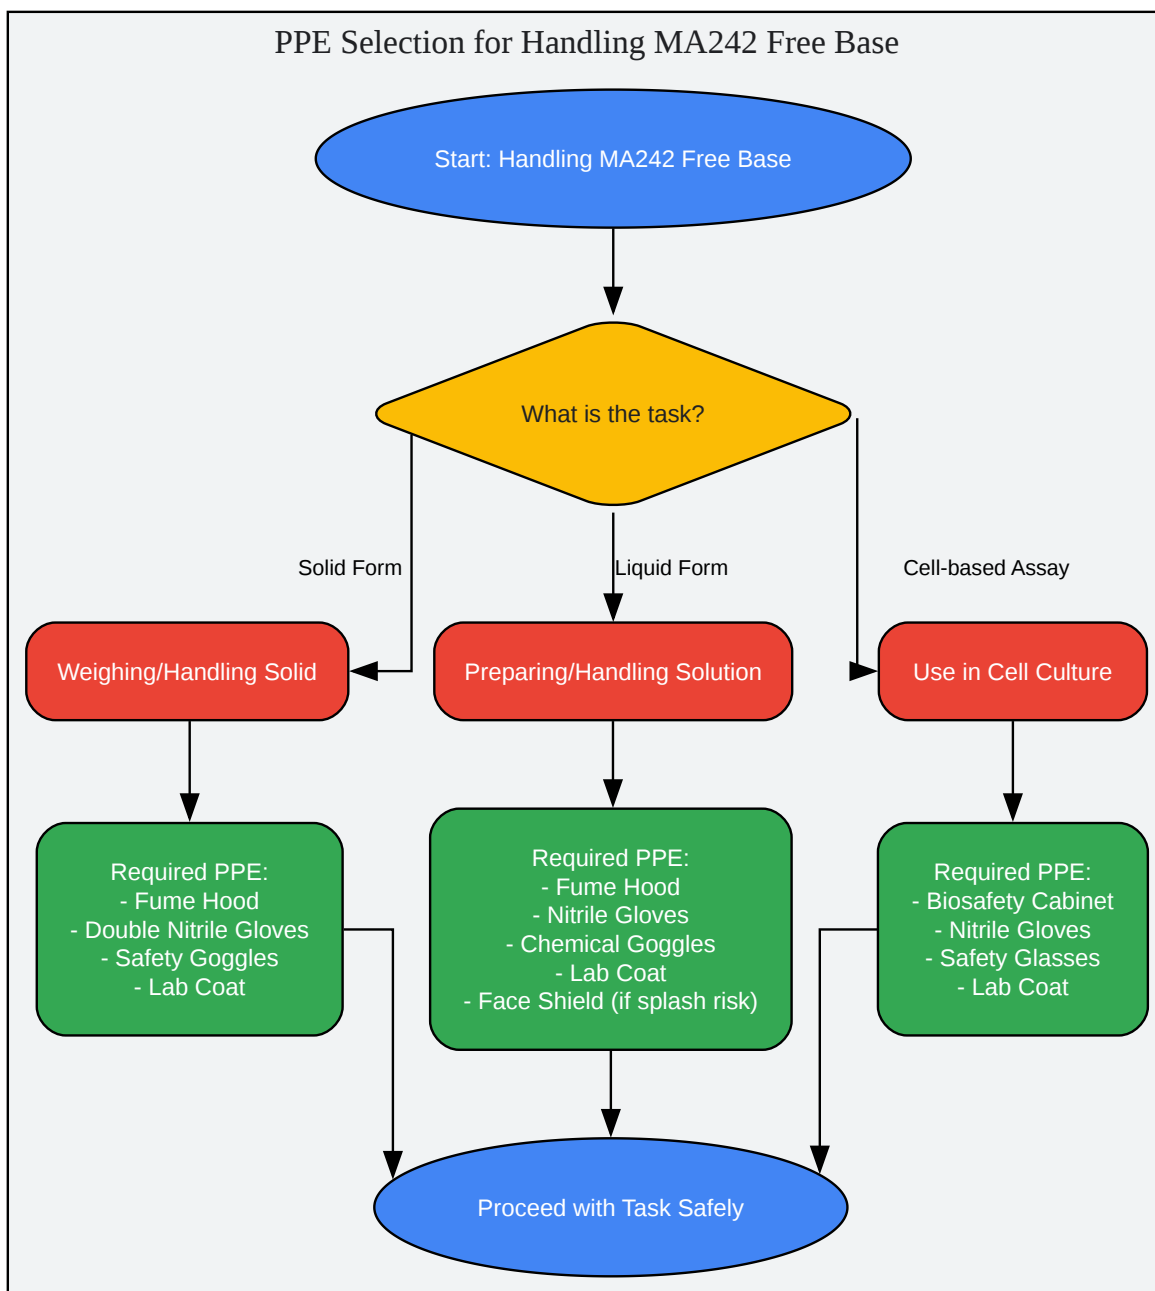 PPE Selection for Handling MA242 Free Base
Start: Handling MA242 Free Base
What is the task?
Solid Form
Liquid Form
Cell-based Assay
Weighing/Handling Solid
Preparing/Handling Solution
Use in Cell Culture
Required PPE:
- Fume Hood
- Double Nitrile Gloves
- Safety Goggles
- Lab Coat
Required PPE:
- Fume Hood
- Nitrile Gloves
- Chemical Goggles
- Lab Coat
- Face Shield (if splash risk)
Required PPE:
- Biosafety Cabinet
- Nitrile Gloves
- Safety Glasses
- Lab Coat
Proceed with Task Safely